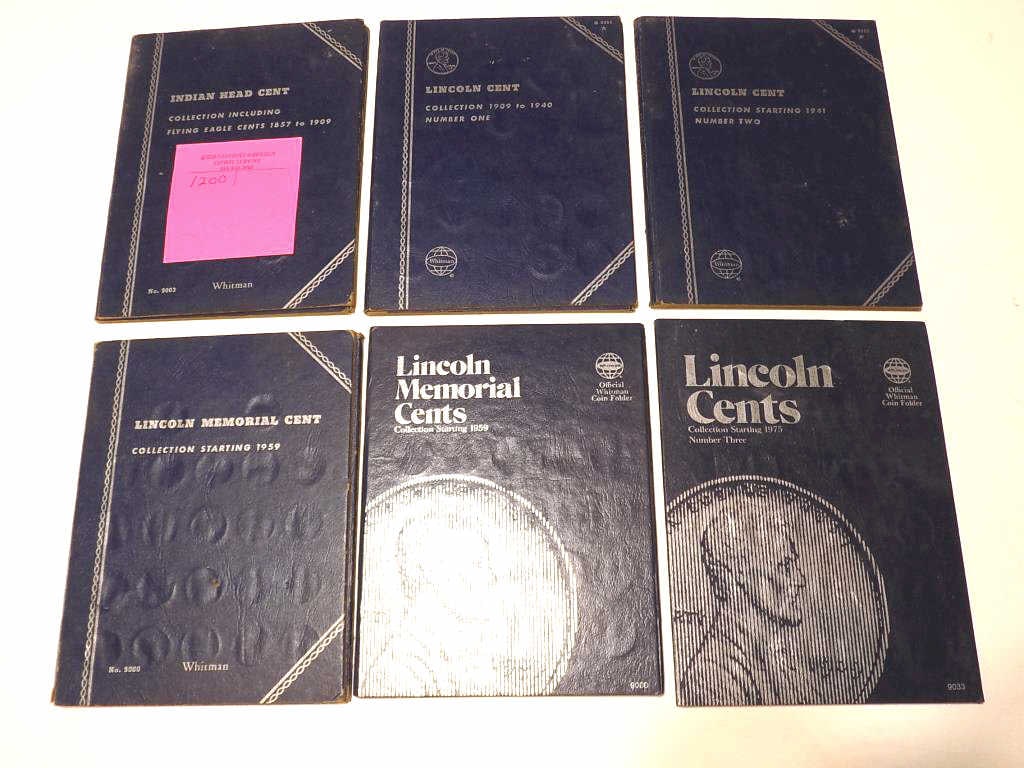 INDIAN HEAD CENT
COLLECTION INCLUDING
FLYING EAGLE CENTS 1857 to 1909
1200
No. 9003
Whitman
LINCOLN CENT
COLLECTION 1909 to 1940
NUMBER ONE
Whitman
LINCOLN CENT
COLLECTION STARTING 1941
NUMBER TWO
Whitman
LINCOLN MEMORIAL CENT
COLLECTION STARTING 1959
No. 9000
Whitman
Lincoln
Memorial
Cents
Collection Starting 1959
Official
Whitman
Coin Folder
9000
Lincoln
Cents
Collection Starting 1975
Number Three
Official
Whitman
Coin Folder
9033